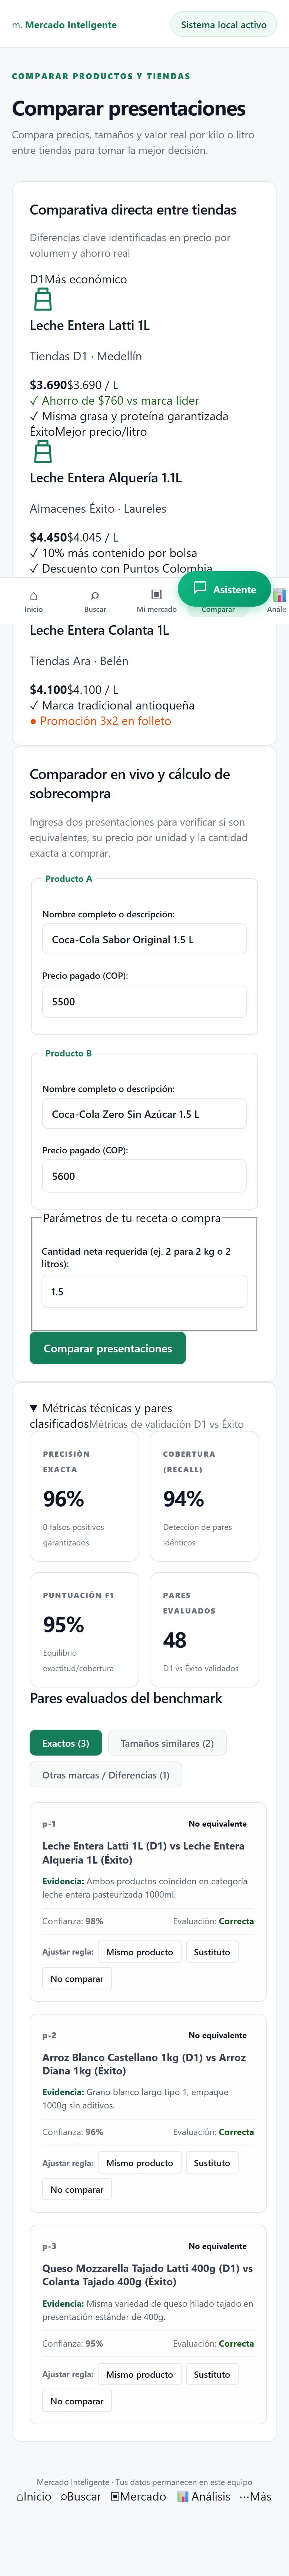 m. Mercado Inteligente
Sistema local activo
COMPARAR PRODUCTOS Y TIENDAS
Comparar presentaciones
Compara precios, tamaños y valor real por kilo o litro
entre tiendas para tomar la mejor decisión.
Comparativa directa entre tiendas
Diferencias clave identificadas en precio por
volumen y ahorro real
D1Más económico
Leche Entera Latti 1L
Tiendas D1 · Medellín
$3.690$3.690 / L
✓ Ahorro de $760 vs marca líder
✓ Misma grasa y proteína garantizada
ÉxitoMejor precio/litro
Leche Entera Alquería 1.1L
Almacenes Éxito · Laureles
$4.450$4.045 / L
✓ 10% más contenido por bolsa
✓ Descuento con Puntos Colombia
Asistente
Inicio
Buscar
Mi mercado
Comparar
Anális
Leche Entera Colanta 1L
Tiendas Ara · Belén
$4.100$4.100 / L
✓ Marca tradicional antioqueña
● Promoción 3x2 en folleto
Comparador en vivo y cálculo de
sobrecompra
Ingresa dos presentaciones para verificar si son
equivalentes, su precio por unidad y la cantidad
exacta a comprar.
Producto A
Nombre completo o descripción:
Coca-Cola Sabor Original 1.5 L
Precio pagado (COP):
5500
Producto B
Nombre completo o descripción:
Coca-Cola Zero Sin Azúcar 1.5 L
Precio pagado (COP):
5600
Parámetros de tu receta o compra
Cantidad neta requerida (ej. 2 para 2 kg o 2
litros):
1.5
Comparar presentaciones
▼ Métricas técnicas y pares
clasificadosMétricas de validación D1 vs Éxito
PRECISIÓN
EXACTA
96%
0 falsos positivos
garantizados
COBERTURA
(RECALL)
94%
Detección de pares
idénticos
PUNTUACIÓN F1
95%
Equilibrio
exactitud/cobertura
PARES
EVALUADOS
48
D1 vs Éxito validados
Pares evaluados del benchmark
Exactos (3)
Tamaños similares (2)
Otras marcas / Diferencias (1)
p-1
No equivalente
Leche Entera Latti 1L (D1) vs Leche Entera
Alquería 1L (Éxito)
Evidencia: Ambos productos coinciden en categoría
leche entera pasteurizada 1000ml.
Confianza: 98%
Evaluación: Correcta
Ajustar regla:
Mismo producto
Sustituto
No comparar
p-2
No equivalente
Arroz Blanco Castellano 1kg (D1) vs Arroz
Diana 1kg (Éxito)
Evidencia: Grano blanco largo tipo 1, empaque
1000g sin aditivos.
Confianza: 96%
Evaluación: Correcta
Ajustar regla:
Mismo producto
Sustituto
No comparar
p-3
No equivalente
Queso Mozzarella Tajado Latti 400g (D1) vs
Colanta Tajado 400g (Éxito)
Evidencia: Misma variedad de queso hilado tajado en
presentación estándar de 400g.
Confianza: 95%
Evaluación: Correcta
Ajustar regla:
Mismo producto
Sustituto
No comparar
Mercado Inteligente · Tus datos permanecen en este equipo
⌂Inicio ⌕Buscar ▣Mercado 📊Análisis ⋯Más